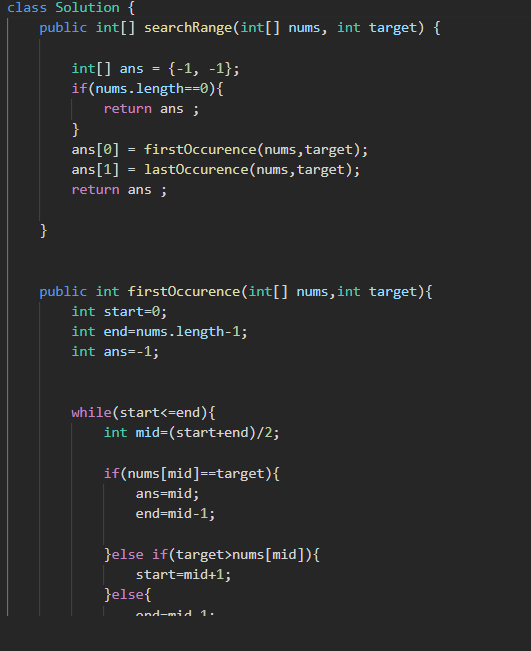 class Solution {
public int[] searchRange(int[] nums, int target) {
int[] ans = {-1, -1};
if(nums.length==0){
return ans ;
}
ans[0] = firstOccurence(nums,target);
ans[1] = lastOccurence(nums,target);
return ans ;
}
public int firstOccurence(int[] nums,int target){
int start=0;
int end=nums.length-1;
int ans=-1;
while(start<=end){
int mid=(start+end)/2;
if(nums[mid]==target){
ans=mid;
end=mid-1;
}else if(target>nums[mid]){
start=mid+1;
}else{
end=mid-1;